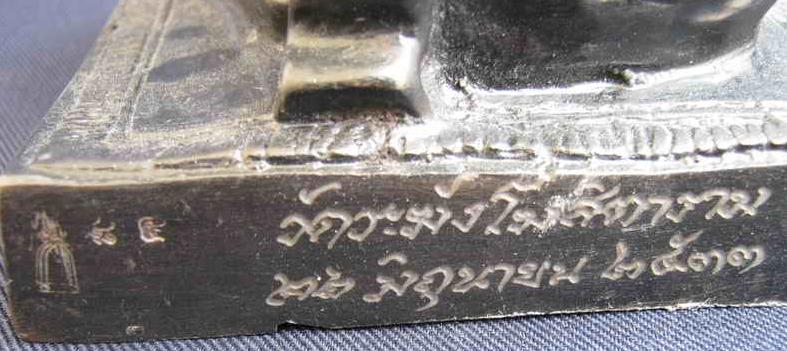 วัดระฆังโฆสิตาราม
มิถุนายน ๒๕๓๓